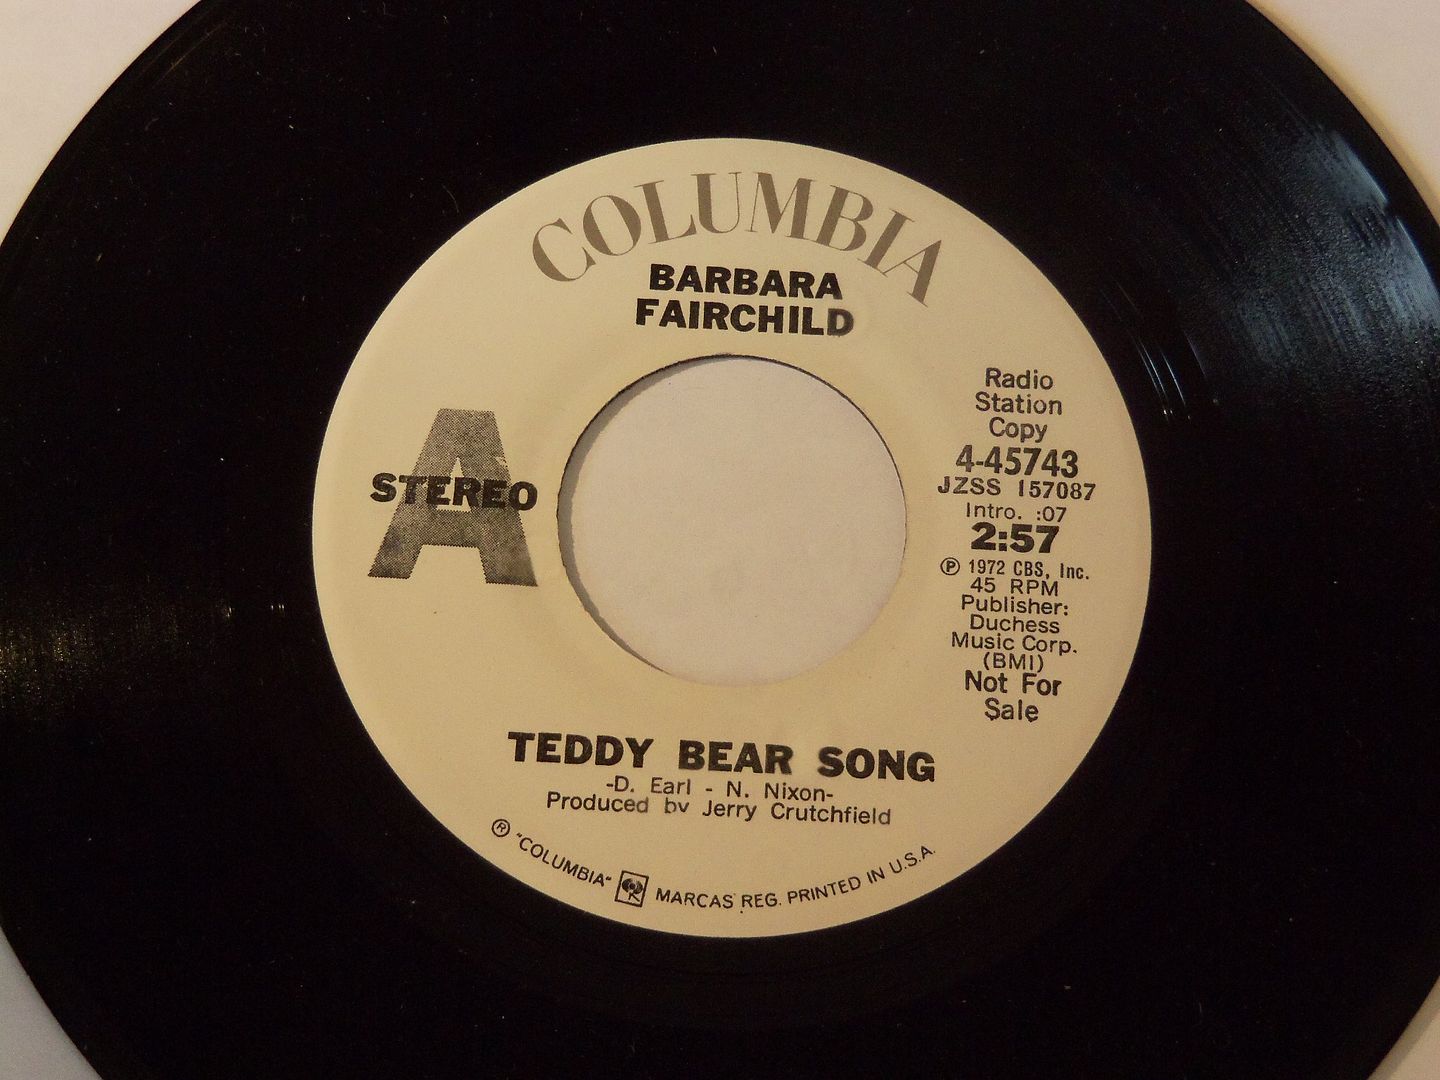 COLUMBIA
BARBARA
FAIRCHILD
A
STEREO
Radio
Station
Copy
4-45743
JZSS 157087
Intro. :07
2:57
℗ 1972 CBS, Inc.
45 RPM
Publisher:
Duchess
Music Corp.
(BMI)
Not For
Sale
TEDDY BEAR SONG
-D. Earl - N. Nixon-
Produced by Jerry Crutchfield
® "COLUMBIA" MARCAS REG. PRINTED IN U.S.A.